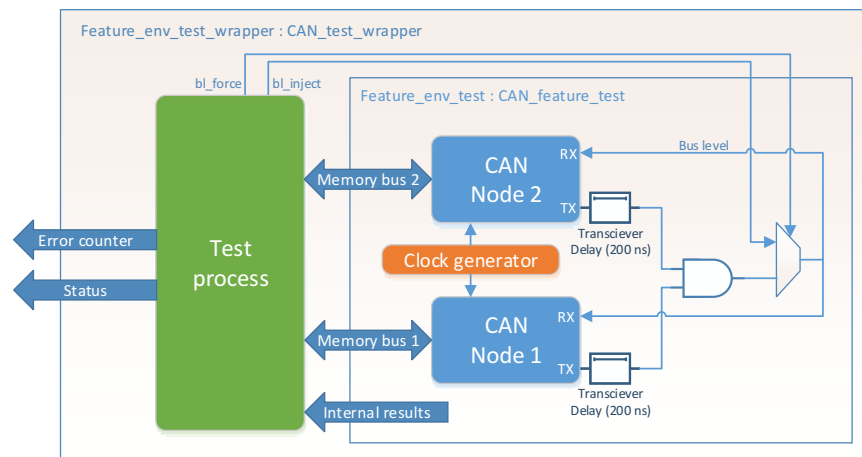 Feature_env_test_wrapper : CAN_test_wrapper
bl_force
bl_inject
Feature_env_test : CAN_feature_test
Bus level
RX
CAN
Node 2
TX
Memory bus 2
Transciever
Delay (200 ns)
Error counter
Test
process
Clock generator
Status
CAN
Node 1
RX
Memory bus 1
TX
Transciever
Delay (200 ns)
Internal results